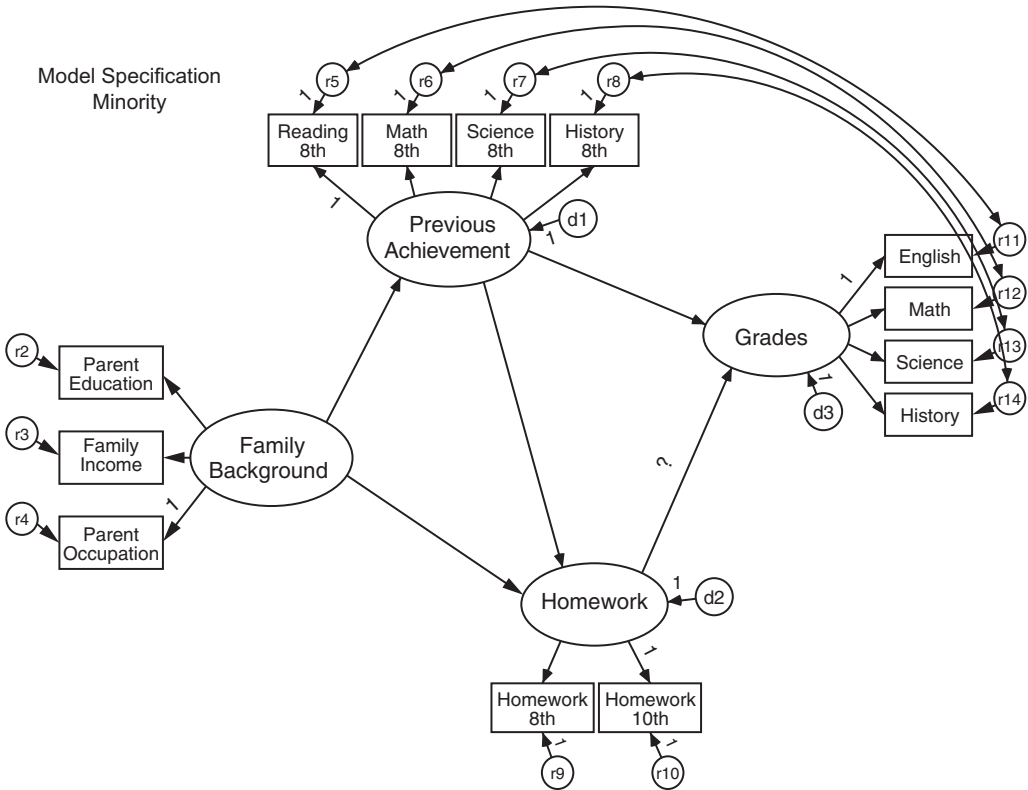 Model Specification
Minority
r5
r6
r7
r8
1
1
1
1
Reading
8th
Math
8th
Science
8th
History
8th
1
Previous
Achievement
d1
1
r11
English
1
r12
Math
r13
Science
r14
History
Grades
1
d3
r2
Parent
Education
r3
Family
Income
r4
Parent
Occupation
1
Family
Background
?
Homework
1
d2
1
Homework
8th
Homework
10th
1
1
r9
r10